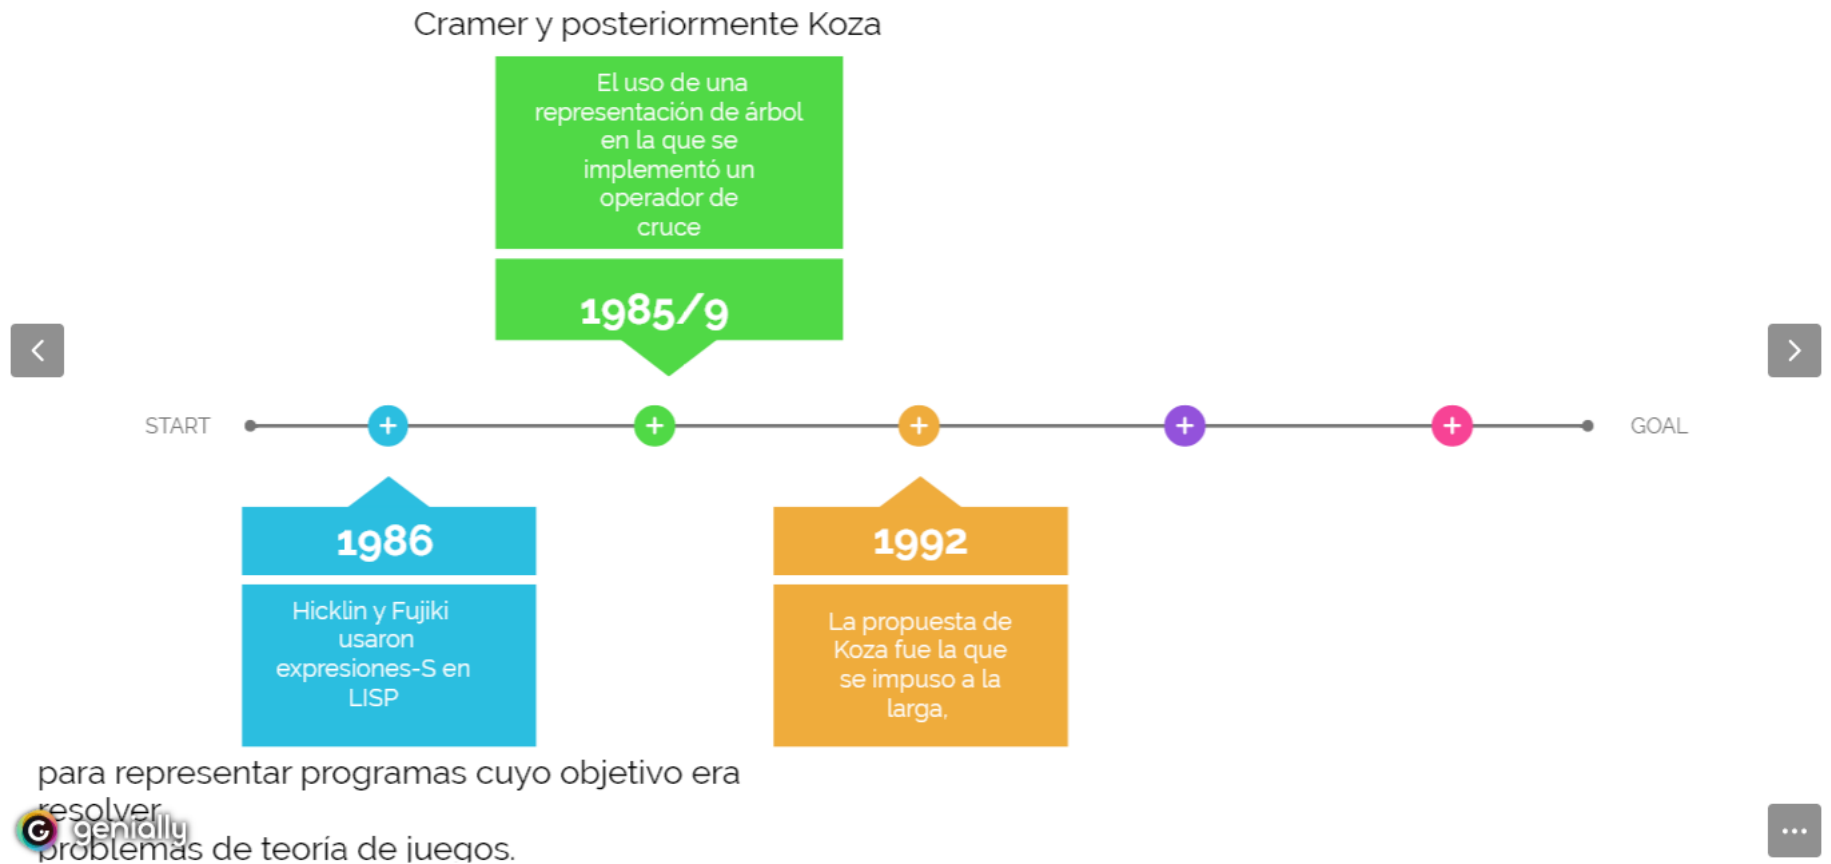 Cramer y posteriormente Koza
El uso de una
representación de árbol
en la que se
implementó un
operador de
cruce
1985/9
START
GOAL
1986
Hicklin y Fujiki
usaron
expresiones-S en
LISP
1992
La propuesta de
Koza fue la que
se impuso a la
larga,
para representar programas cuyo objetivo era
resolver
problemas de teoría de juegos.
genially